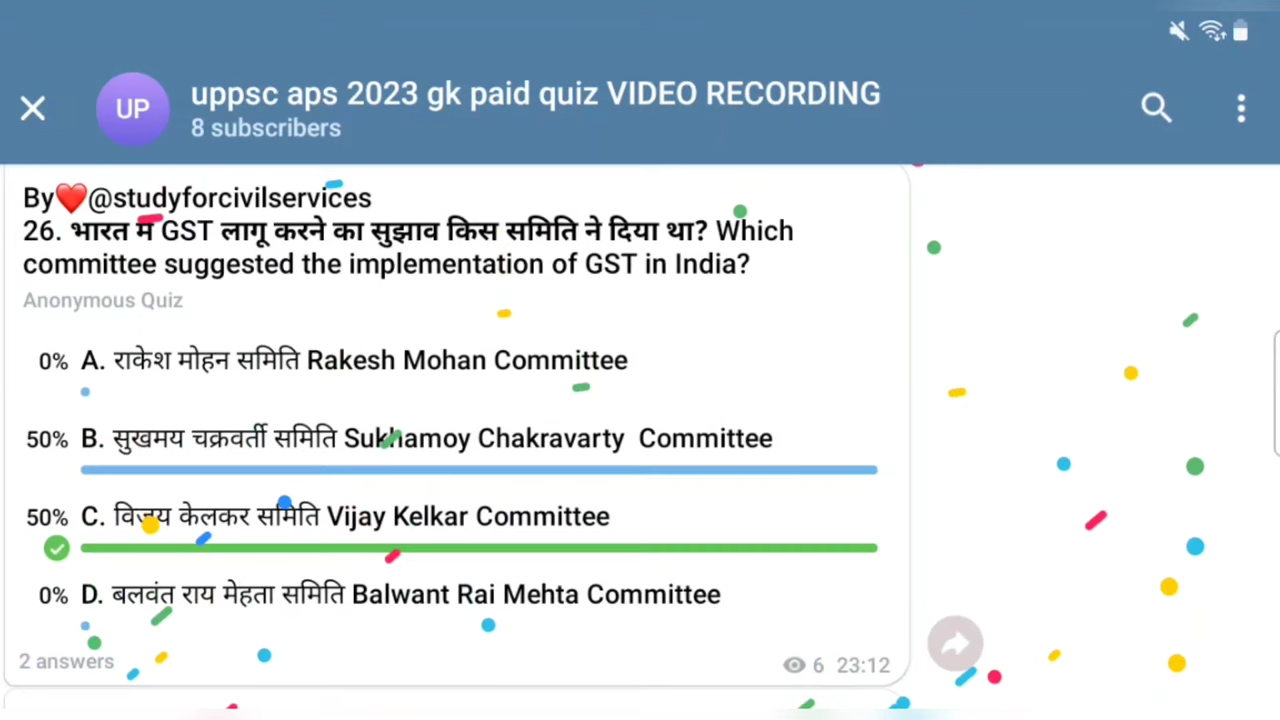 UP
uppsc aps 2023 gk paid quiz VIDEO RECORDING
8 subscribers
By❤️@studyforcivilservices
26. भारत में GST लागू करने का सुझाव किस समिति ने दिया था? Which
committee suggested the implementation of GST in India?
Anonymous Quiz
0% A. राकेश मोहन समिति Rakesh Mohan Committee
50% B. सुखमय चक्रवर्ती समिति Sukhamoy Chakravarty Committee
50% C. विजय केलकर समिति Vijay Kelkar Committee
0% D. बलवंत राय मेहता समिति Balwant Rai Mehta Committee
2 answers
6 23:12